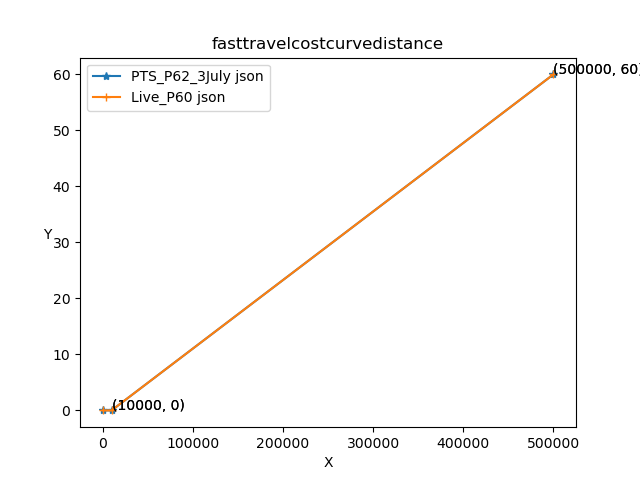 fasttravelcostcurvedistance
PTS_P62_3July json
Live_P60 json
(500000, 60)
(10000, 0)
Y
60
50
40
30
20
10
0
0 100000 200000 300000 400000 500000
X